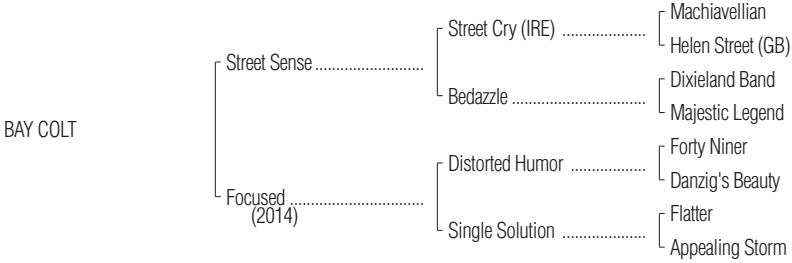 Machiavellian
Street Cry (IRE) ....................
Helen Street (GB)
Street Sense ..........................
Dixieland Band
Bedazzle ................................
Majestic Legend
BAY COLT
Forty Niner
Distorted Humor ..................
Danzig's Beauty
Focused ................................
(2014)
Flatter
Single Solution ....................
Appealing Storm